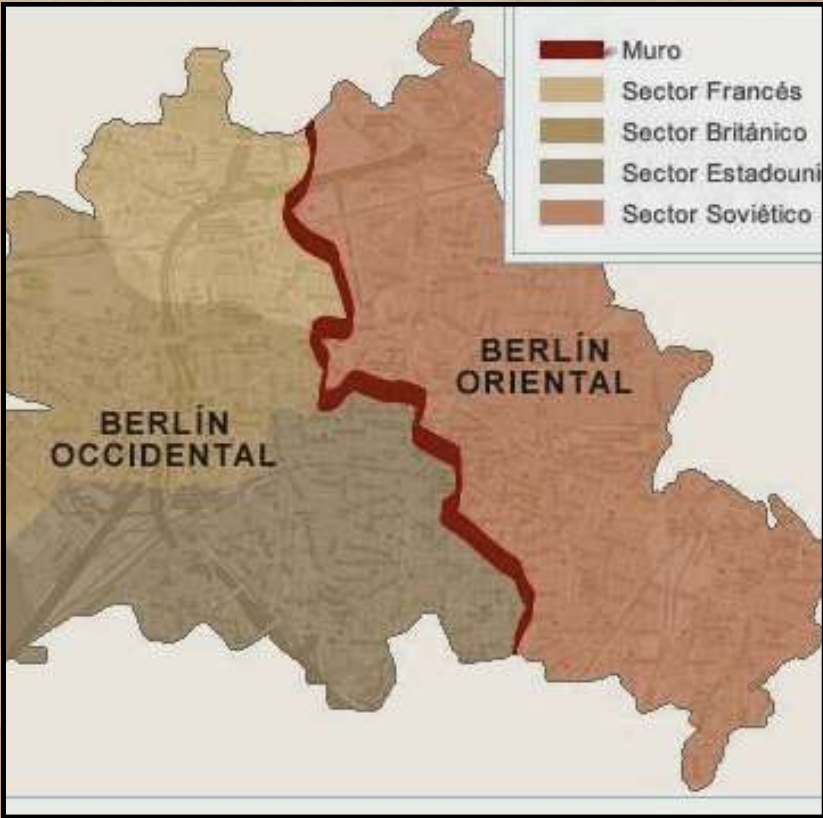 Muro
Sector Francés
Sector Británico
Sector Estadouni
Sector Soviético
BERLÍN
ORIENTAL
BERLÍN
OCCIDENTAL